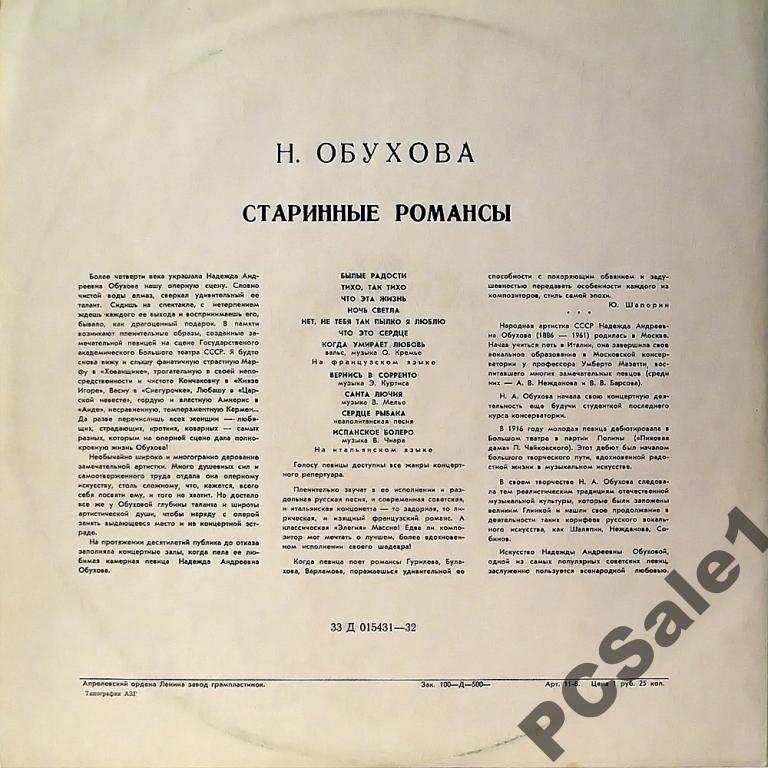 Н. ОБУХОВА
СТАРИННЫЕ РОМАНСЫ
Более четверти века украшала Надежда Анд-
реевна Обухова нашу оперную сцену. Словно
чистой воды алмаз, сверкал удивительный ее
талант. Сидишь на спектакле, с нетерпением
ждешь каждого ее выхода и воспринимаешь его,
бывало, как драгоценный подарок. В памяти
возникают пленительные образы, созданные за-
мечательной певицей на сцене Государственного
академического Большого театра СССР. Я будто
снова вижу и слышу фанатичную страстную Мар-
фу в «Хованщине», трогательную в своей непо-
средственности и чистоте Кончаковну в «Князе
Игоре», Весну в «Снегурочке», Любашу в «Цар-
ской невесте», гордую и властную Амнерис в
«Аиде», несравненную, темпераментную Кармен...
Да разве перечислишь всех женщин — любя-
щих, страдающих, кротких, коварных — самых
разных, которым на оперной сцене дала полно-
кровную жизнь Обухова!
Необычайно широко и многогранно дарование
замечательной артистки. Много душевных сил и
самоотверженного труда отдала она оперному
искусству, столь сложному, что, кажется, всего
себя посвяти ему, и того не хватит. Но достало
все же у Обуховой глубины таланта и широты
артистической души, чтобы наряду с оперой
занять выдающееся место и на концертной эст-
раде.
На протяжении десятилетий публика до отказа
заполняла концертные залы, когда пела ее лю-
бимая камерная певица Надежда Андреевна
Обухова.
БЫЛЫЕ РАДОСТИ
ТИХО, ТАК ТИХО
ЧТО ЭТА ЖИЗНЬ
НОЧЬ СВЕТЛА
НЕТ, НЕ ТЕБЯ ТАК ПЫЛКО Я ЛЮБЛЮ
ЧТО ЭТО СЕРДЦЕ
КОГДА УМИРАЕТ ЛЮБОВЬ
вальс, музыка О. Кремье
На французском языке
ВЕРНИСЬ В СОРРЕНТО
музыка Э. Куртиса
САНТА ЛЮЧИЯ
музыка В. Мельо
СЕРДЦЕ РЫБАКА
неаполитанская песня
ИСПАНСКОЕ БОЛЕРО
музыка В. Чиара
На итальянском языке
Голосу певицы доступны все жанры концерт-
ного репертуара.
Пленительно звучат в ее исполнении и раз-
дольная русская песня, и современная советская,
и итальянская канцонетта — то задорная, то ли-
рическая, и изящный французский романс. А
классическая «Элегия» Массне! Едва ли компо-
зитор мог мечтать о лучшем, более вдохновен-
ном исполнении своего шедевра!
Когда певица поет романсы Гурилева, Була-
хова, Варламова, поражаешься удивительной ее
способности с покоряющим обаянием и заду-
шевностью передавать особенности каждого из
композиторов, стиль самой эпохи.
Ю. Шапорин
* * *
Народная артистка СССР Надежда Андреев-
на Обухова (1886 — 1961) родилась в Москве.
Начав учиться петь в Италии, она завершила свое
вокальное образование в Московской консер-
ватории у профессора Умберто Мазетти, вос-
питавшего многих замечательных певцов (среди
них — А. В. Нежданова и В. В. Барсова).
Н. А. Обухова начала свою концертную дея-
тельность еще будучи студенткой последнего
курса консерватории.
В 1916 году молодая певица дебютировала в
Большом театре в партии Полины («Пиковая
дама» П. Чайковского). Этот дебют был началом
большого творческого пути, вдохновенной радо-
стной жизни в музыкальном искусстве.
В своем творчестве Н. А. Обухова следова-
ла тем реалистическим традициям отечественной
музыкальной культуры, которые были заложены
великим Глинкой и нашли свое продолжение в
деятельности таких корифеев русского вокаль-
ного искусства, как Шаляпин, Нежданова, Со-
бинов.
Искусство Надежды Андреевны Обуховой,
одной из самых популярных советских певиц,
заслуженно пользуется всенародной любовью.
33 Д 015431—32
Апрелевский ордена Ленина завод грампластинок.
Зак. 100—Д—500—
Арт. 11-6. Цена 1 руб. 25 коп.
Типография АЗГ
PCSale1